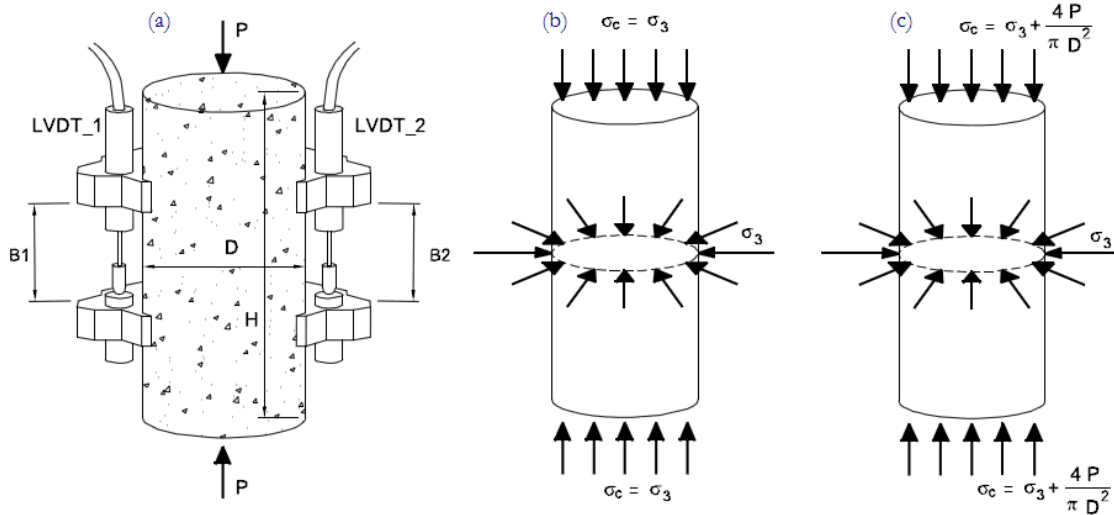 (a)
P
LVDT_1
LVDT_2
B1
D
B2
H
P
(b)
σc = σ3
σ3
σc = σ3
(c)
σc = σ3 + 4 P / π D²
σ3
σc = σ3 + 4 P / π D²